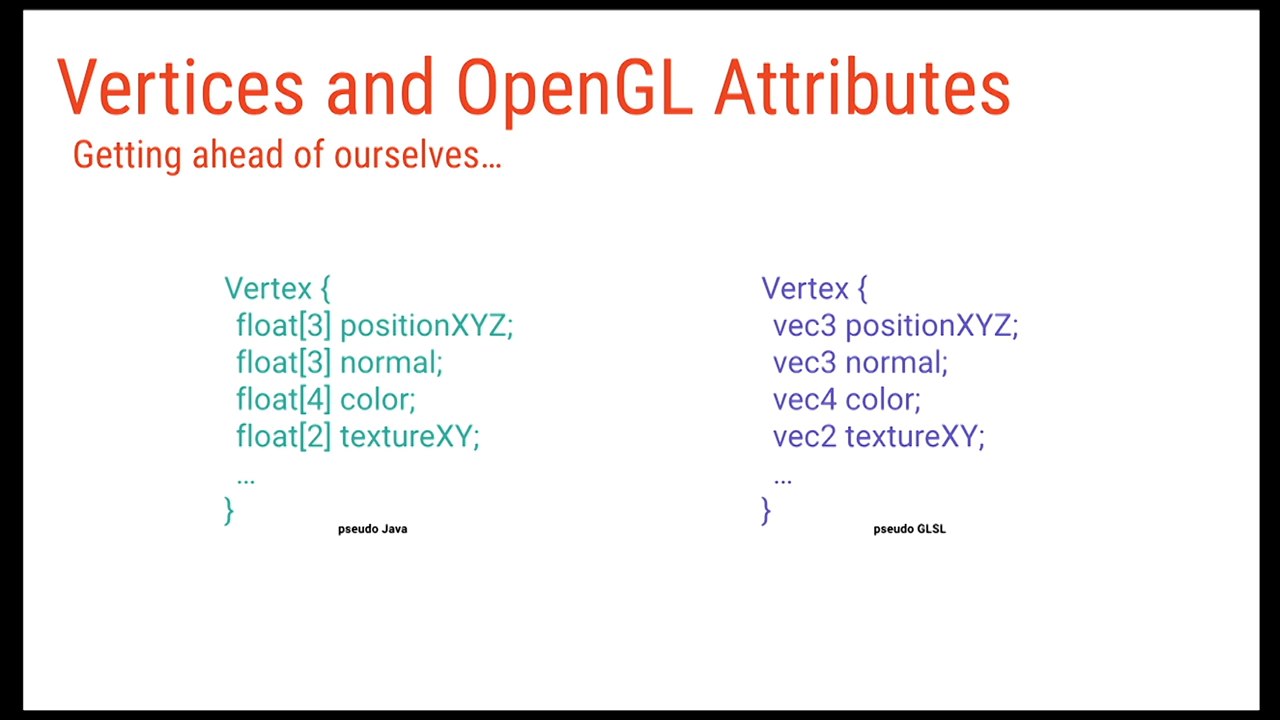 Vertices and OpenGL Attributes
Getting ahead of ourselves…
Vertex {
float[3] positionXYZ;
float[3] normal;
float[4] color;
float[2] textureXY;
…
}
pseudo Java
Vertex {
vec3 positionXYZ;
vec3 normal;
vec4 color;
vec2 textureXY;
…
}
pseudo GLSL